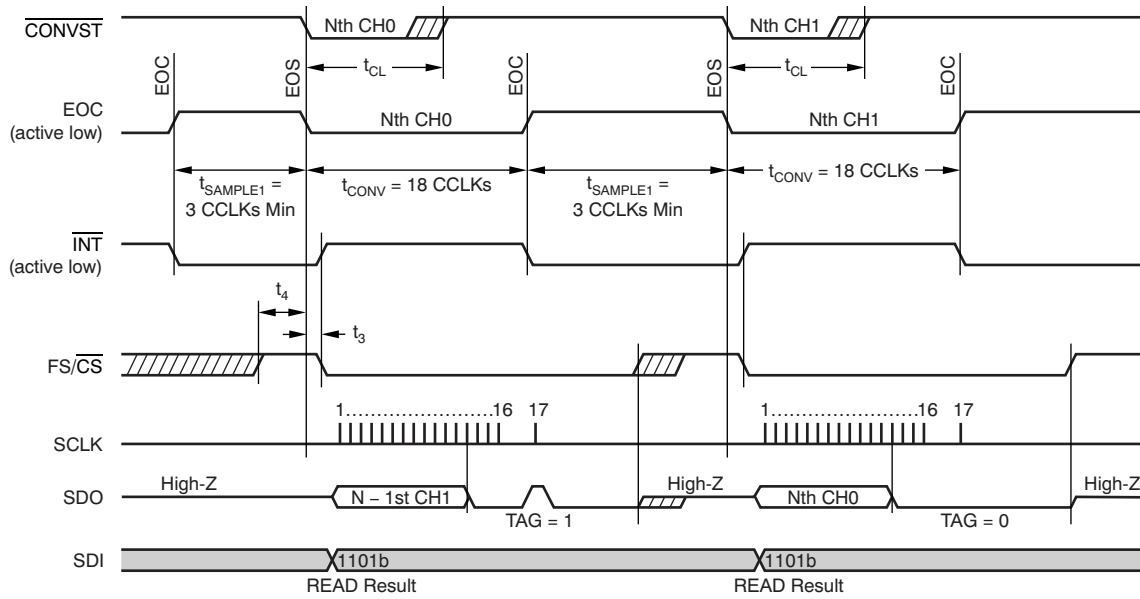 CONVST
Nth CH0
Nth CH1
tCL
tCL
EOC
EOS
EOC
EOS
EOC
EOC
(active low)
Nth CH0
Nth CH1
tSAMPLE1 =
3 CCLKs Min
tCONV = 18 CCLKs
tSAMPLE1 =
3 CCLKs Min
tCONV = 18 CCLKs
INT
(active low)
t4
t3
FS/CS
1.......................16 17
1.......................16 17
SCLK
SDO
High-Z
N – 1st CH1
TAG = 1
High-Z
Nth CH0
TAG = 0
High-Z
SDI
1101b
1101b
READ Result
READ Result